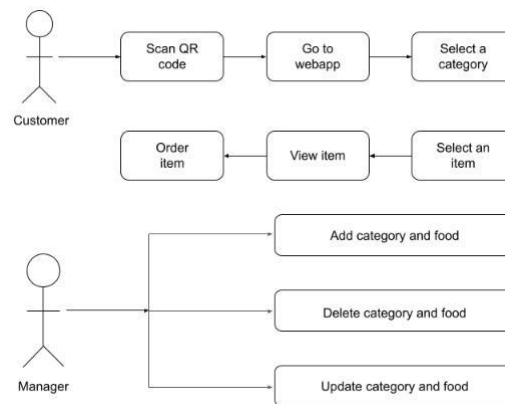 Scan QR
code
Go to
webapp
Select a
category
Customer
Order
item
View item
Select an
item
Add category and food
Delete category and food
Manager
Update category and food